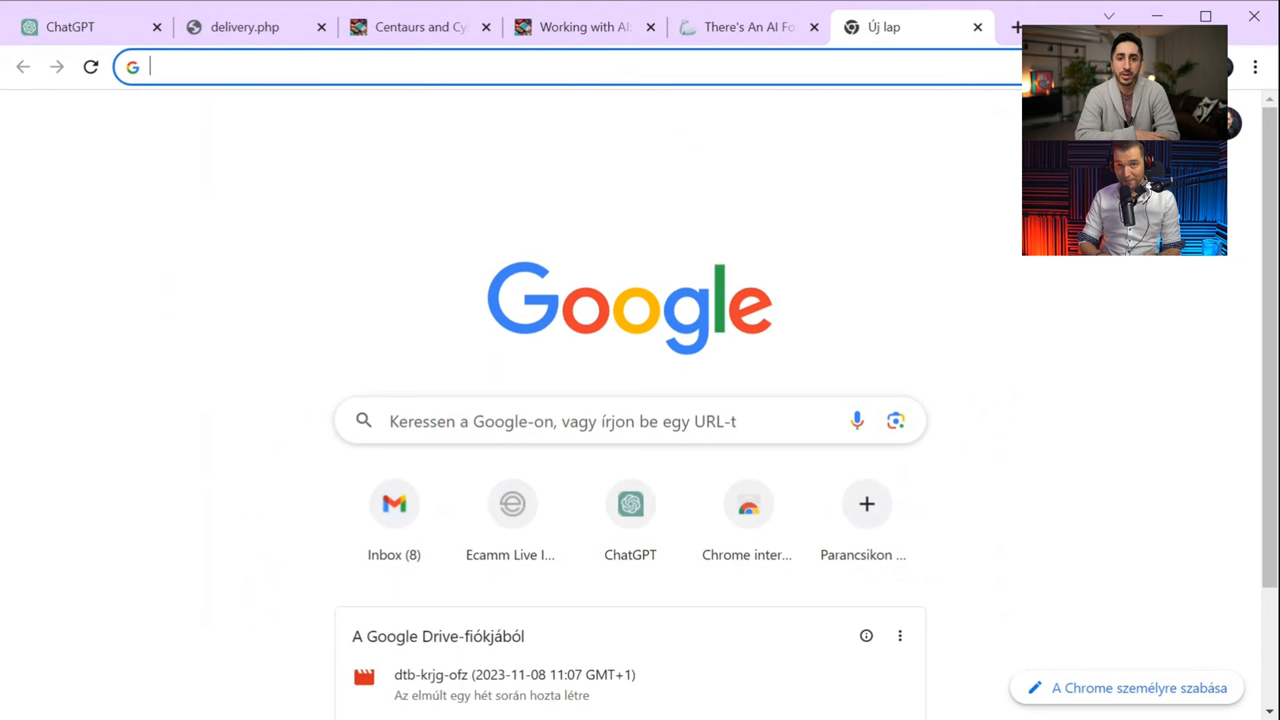 ChatGPT
delivery.php
Centaurs and Cy
Working with AI:
There's An AI Fo
Új lap
Google
Keressen a Google-on, vagy írjon be egy URL-t
Inbox (8)
Ecamm Live I...
ChatGPT
Chrome inter...
Parancsikon ...
A Google Drive-fiókjából
dtb-krjg-ofz (2023-11-08 11:07 GMT+1)
Az elmúlt egy hét során hozta létre
A Chrome személyre szabása